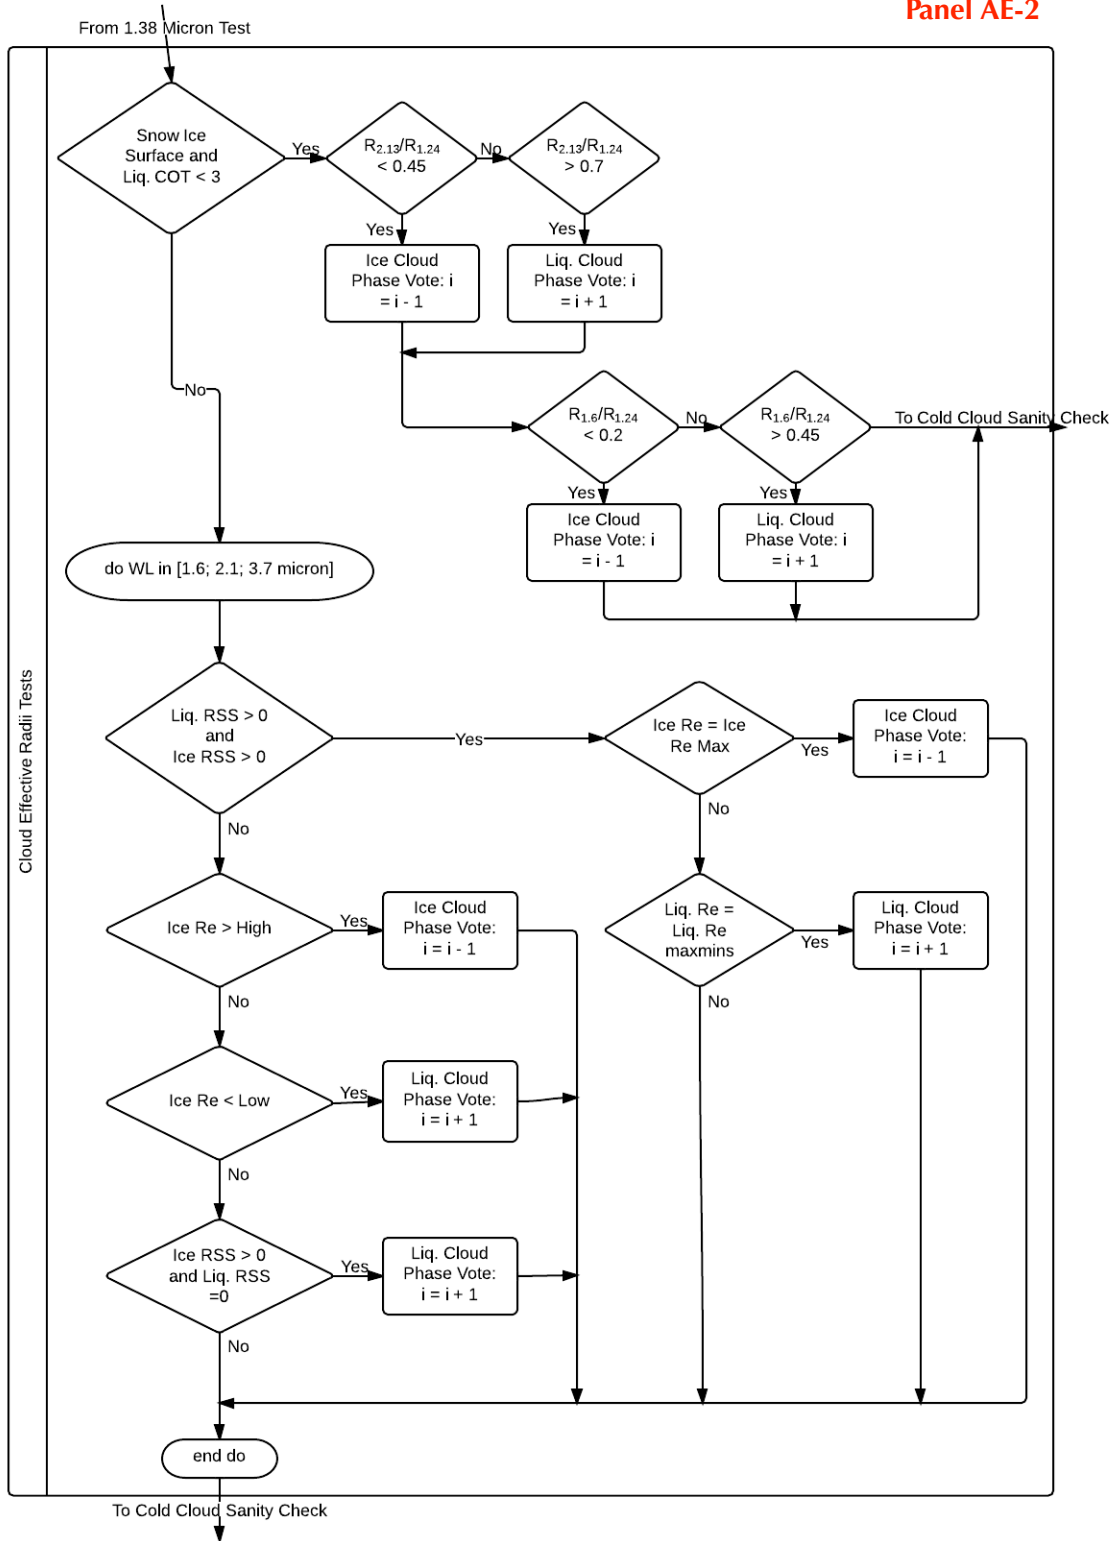 Panel AE-2
From 1.38 Micron Test
Snow Ice
Surface and
Liq. COT < 3
Yes
R2.13/R1.24
< 0.45
No
R2.13/R1.24
> 0.7
Yes
Yes
Ice Cloud
Phase Vote: i
= i - 1
Liq. Cloud
Phase Vote: i
= i + 1
No
R1.6/R1.24
< 0.2
No
R1.6/R1.24
> 0.45
To Cold Cloud Sanity Check
Yes
Yes
Ice Cloud
Phase Vote: i
= i - 1
Liq. Cloud
Phase Vote: i
= i + 1
do WL in [1.6; 2.1; 3.7 micron]
Cloud Effective Radii Tests
Liq. RSS > 0
and
Ice RSS > 0
Yes
Ice Re = Ice
Re Max
Yes
Ice Cloud
Phase Vote:
i = i - 1
No
No
Ice Re > High
Yes
Ice Cloud
Phase Vote:
i = i - 1
Liq. Re =
Liq. Re
maxmins
Yes
Liq. Cloud
Phase Vote:
i = i + 1
No
No
Ice Re < Low
Yes
Liq. Cloud
Phase Vote:
i = i + 1
No
Ice RSS > 0
and Liq. RSS
=0
Yes
Liq. Cloud
Phase Vote:
i = i + 1
No
end do
To Cold Cloud Sanity Check